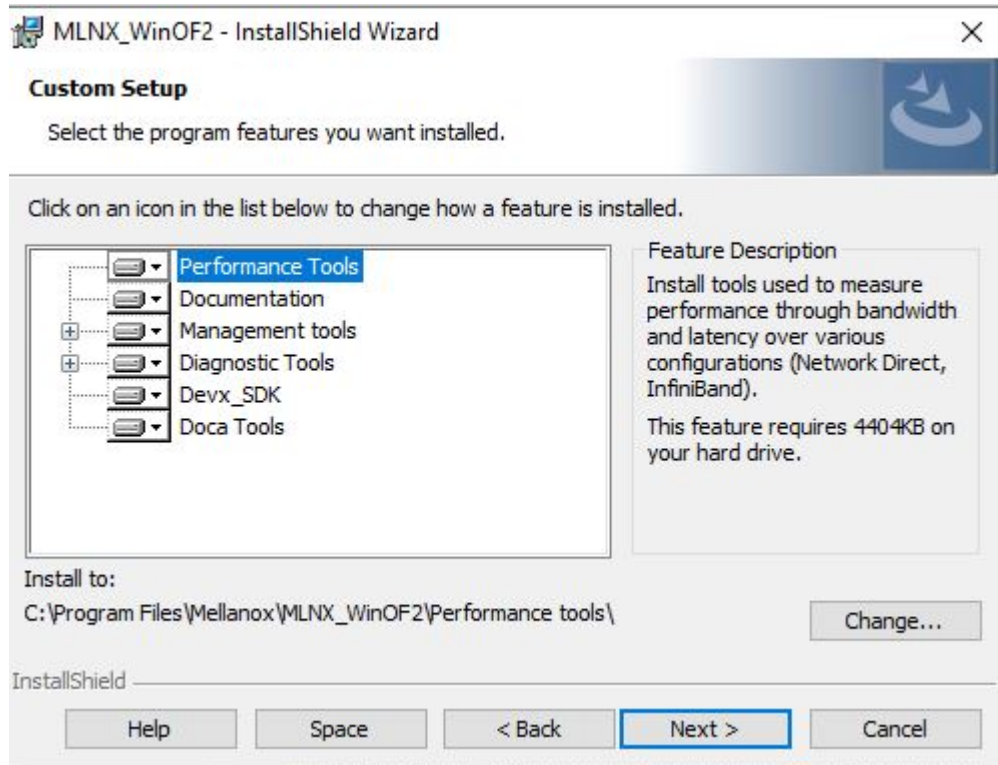 MLNX_WinOF2 - InstallShield Wizard
Custom Setup
Select the program features you want installed.
Click on an icon in the list below to change how a feature is installed.
Performance Tools
Documentation
Management tools
Diagnostic Tools
Devx_SDK
Doca Tools
Feature Description
Install tools used to measure
performance through bandwidth
and latency over various
configurations (Network Direct,
InfiniBand).
This feature requires 4404KB on
your hard drive.
Install to:
C:\Program Files\Mellanox\MLNX_WinOF2\Performance tools\
Change...
InstallShield
Help
Space
< Back
Next >
Cancel